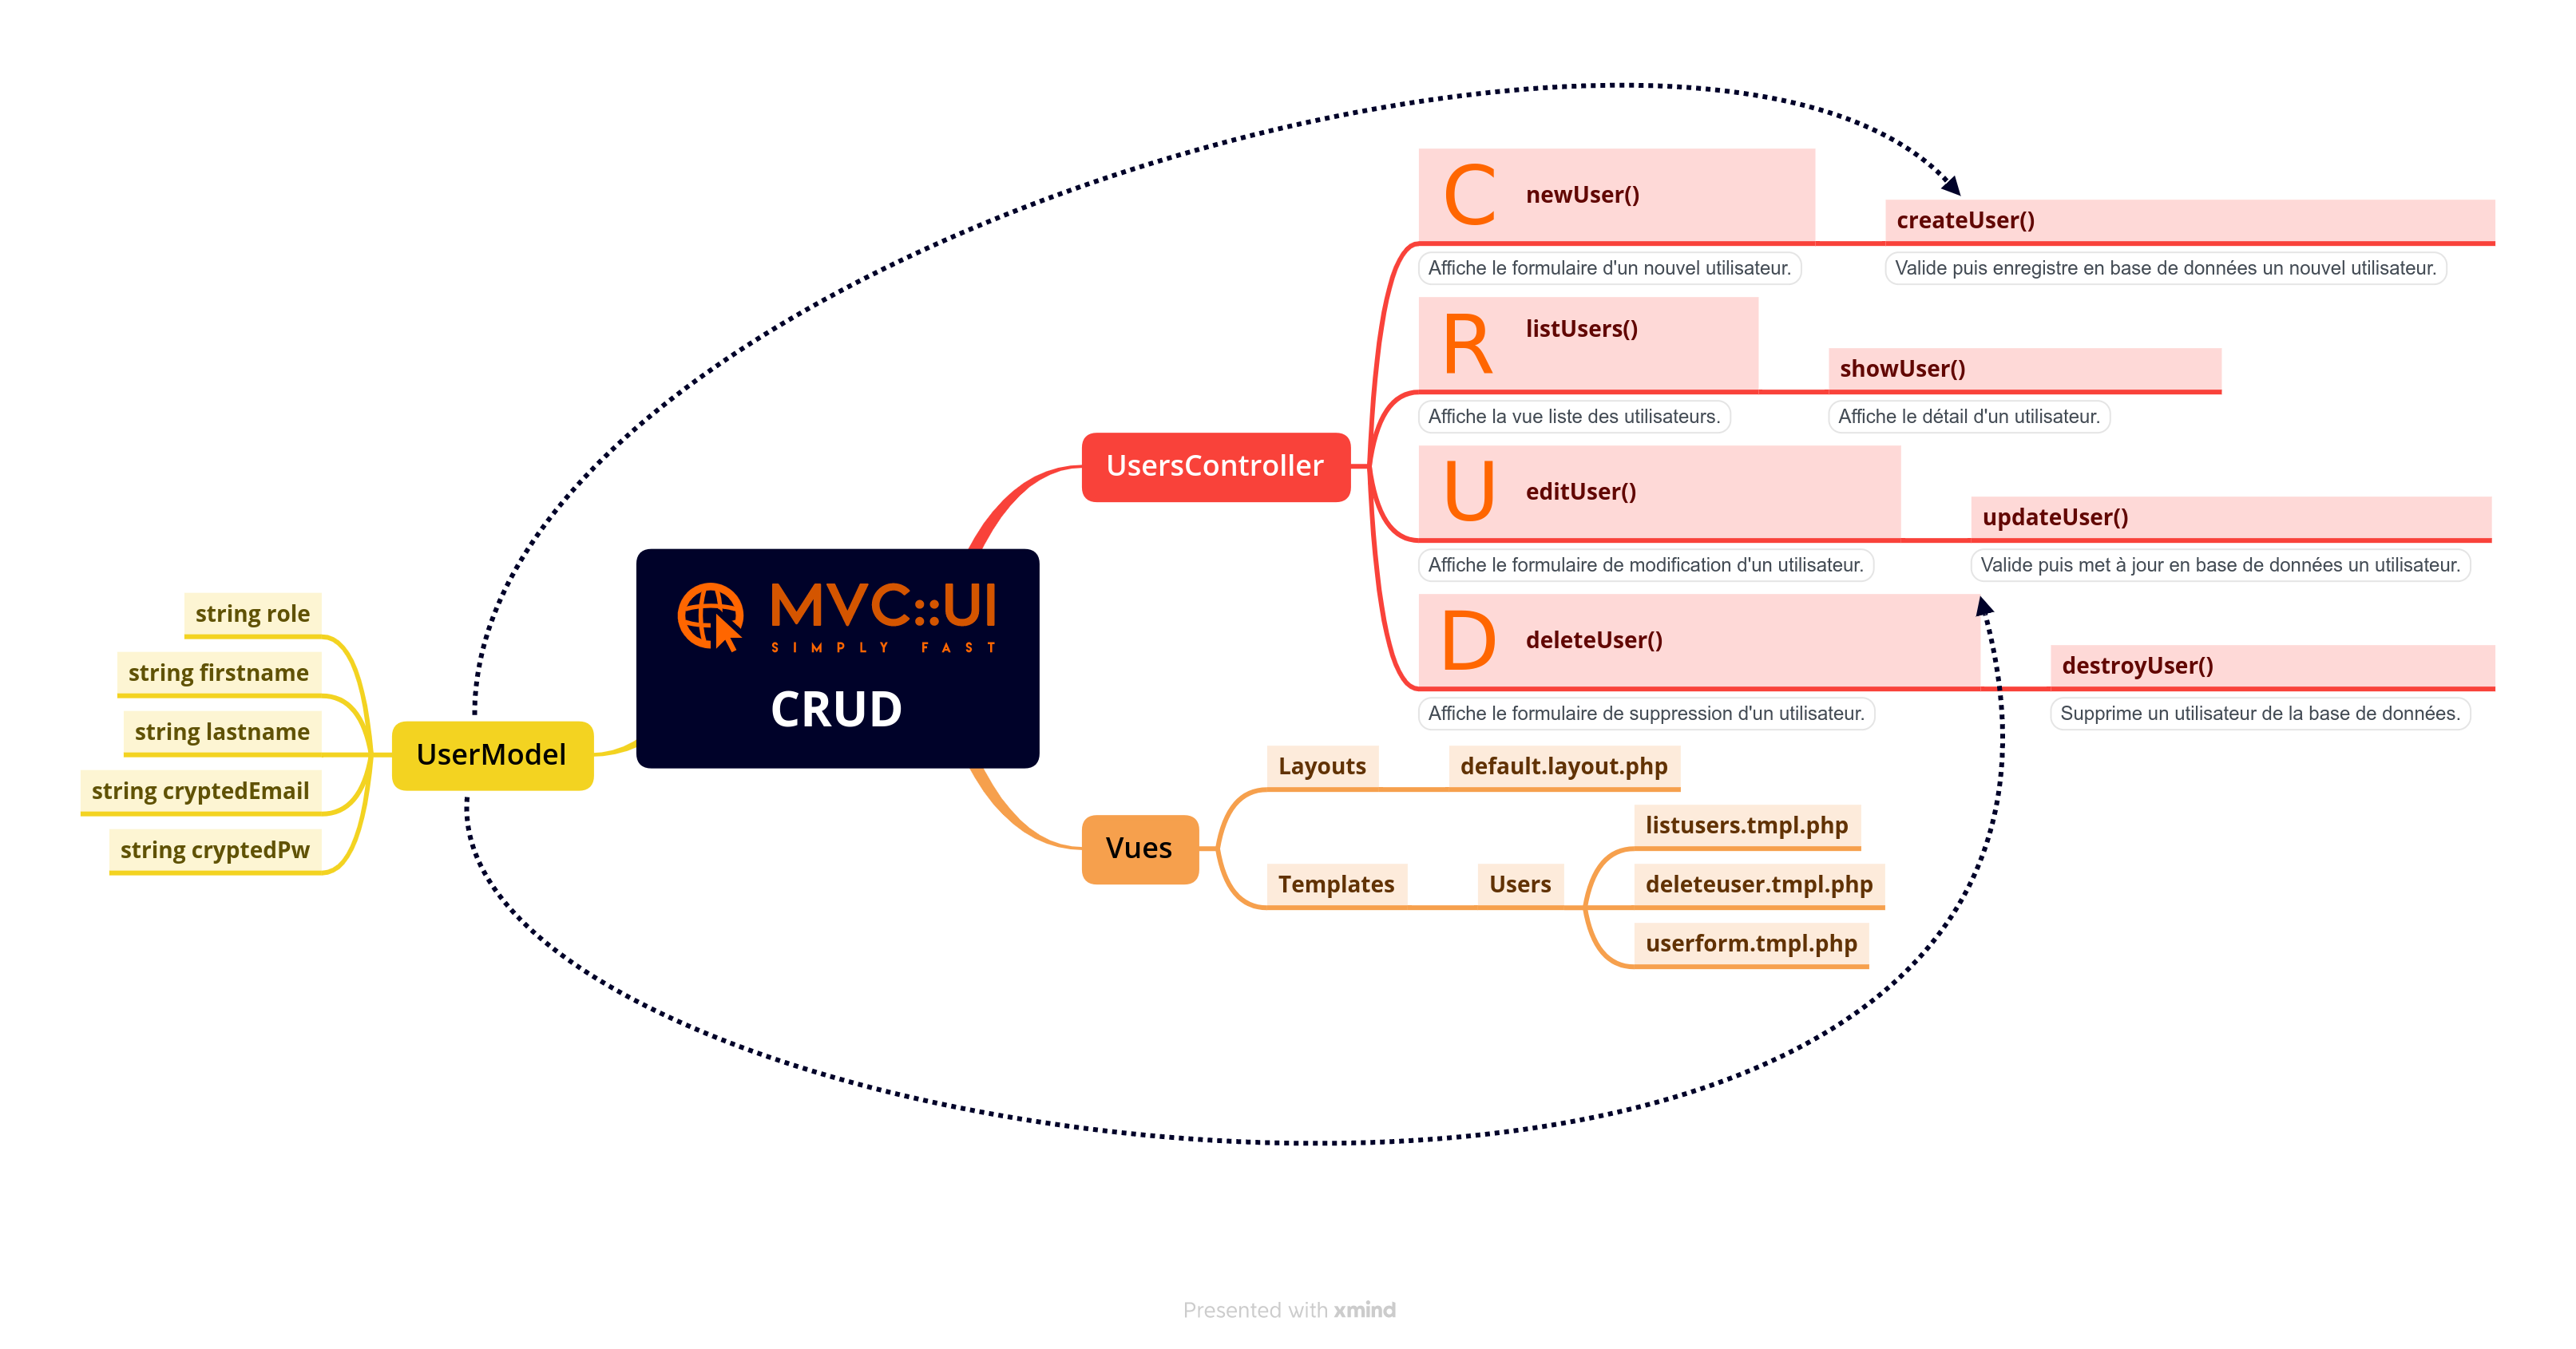 C
newUser()
createUser()
Affiche le formulaire d'un nouvel utilisateur.
Valide puis enregistre en base de données un nouvel utilisateur.
R
listUsers()
showUser()
Affiche la vue liste des utilisateurs.
Affiche le détail d'un utilisateur.
UsersController
U
editUser()
updateUser()
Affiche le formulaire de modification d'un utilisateur.
Valide puis met à jour en base de données un utilisateur.
D
deleteUser()
destroyUser()
Affiche le formulaire de suppression d'un utilisateur.
Supprime un utilisateur de la base de données.
MVC::UI
SIMPLY FAST
CRUD
string role
string firstname
string lastname
string cryptedEmail
string cryptedPw
UserModel
Vues
Layouts
default.layout.php
Templates
Users
listusers.tmpl.php
deleteuser.tmpl.php
userform.tmpl.php
Presented with xmind